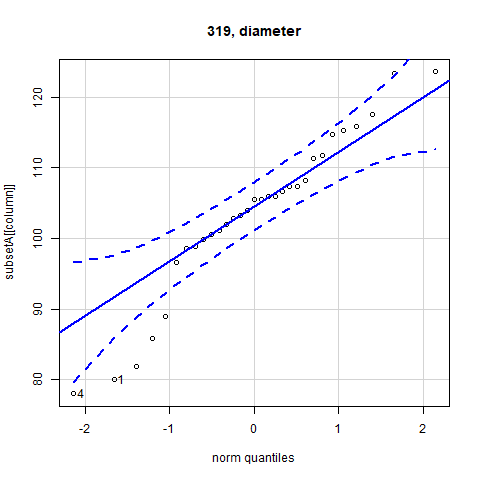 319, diameter
subsetA[[column]]
120
110
100
90
80
4
1
-2 -1 0 1 2
norm quantiles